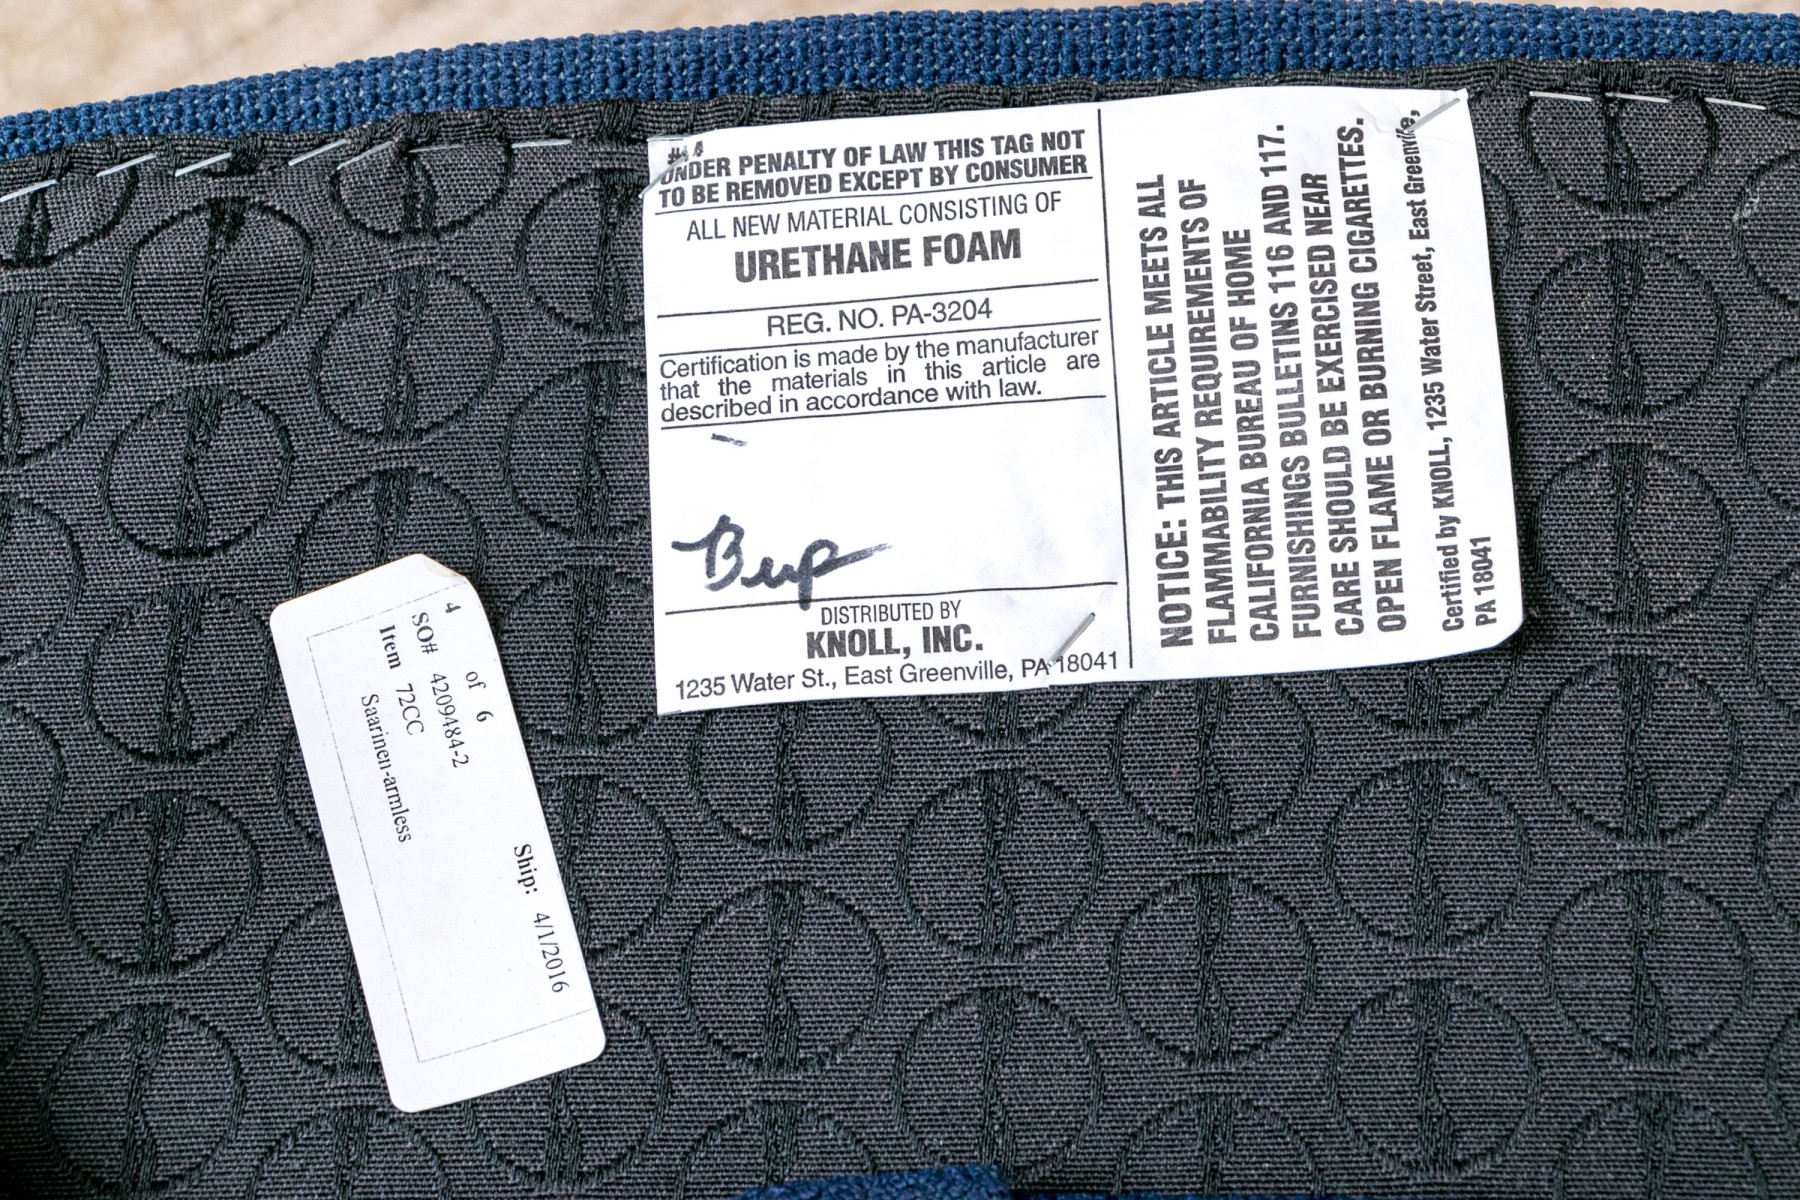 #44
UNDER PENALTY OF LAW THIS TAG NOT
TO BE REMOVED EXCEPT BY CONSUMER
ALL NEW MATERIAL CONSISTING OF
URETHANE FOAM
REG. NO. PA-3204
Certification is made by the manufacturer
that the materials in this article are
described in accordance with law.
DISTRIBUTED BY
KNOLL, INC.
1235 Water St., East Greenville, PA 18041
NOTICE: THIS ARTICLE MEETS ALL
FLAMMABILITY REQUIREMENTS OF
CALIFORNIA BUREAU OF HOME
FURNISHINGS BULLETINS 116 AND 117.
CARE SHOULD BE EXERCISED NEAR
OPEN FLAME OR BURNING CIGARETTES.
Certified by KNOLL, 1235 Water Street, East Greenville,
PA 18041
4 of 6
SO# 4209484-2 Ship: 4/1/2016
Item 72CC
Saarinen-armless